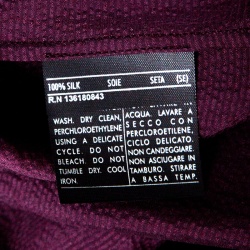 100% SILK SOIE SETA (SE)
R.N 136180843
WASH. DRY CLEAN.
PERCHLOROETHYLENE
USING A DELICATE
CYCLE. DO NOT
BLEACH. DO NOT
TUMBLE DRY. COOL
IRON.
ACQUA. LAVARE A
SECCO CON
PERCLOROETILENE,
CICLO DELICATO.
NON CANDEGGIARE.
NON ASCIUGARE IN
TAMBURO. STIRARE
A BASSA TEMP.